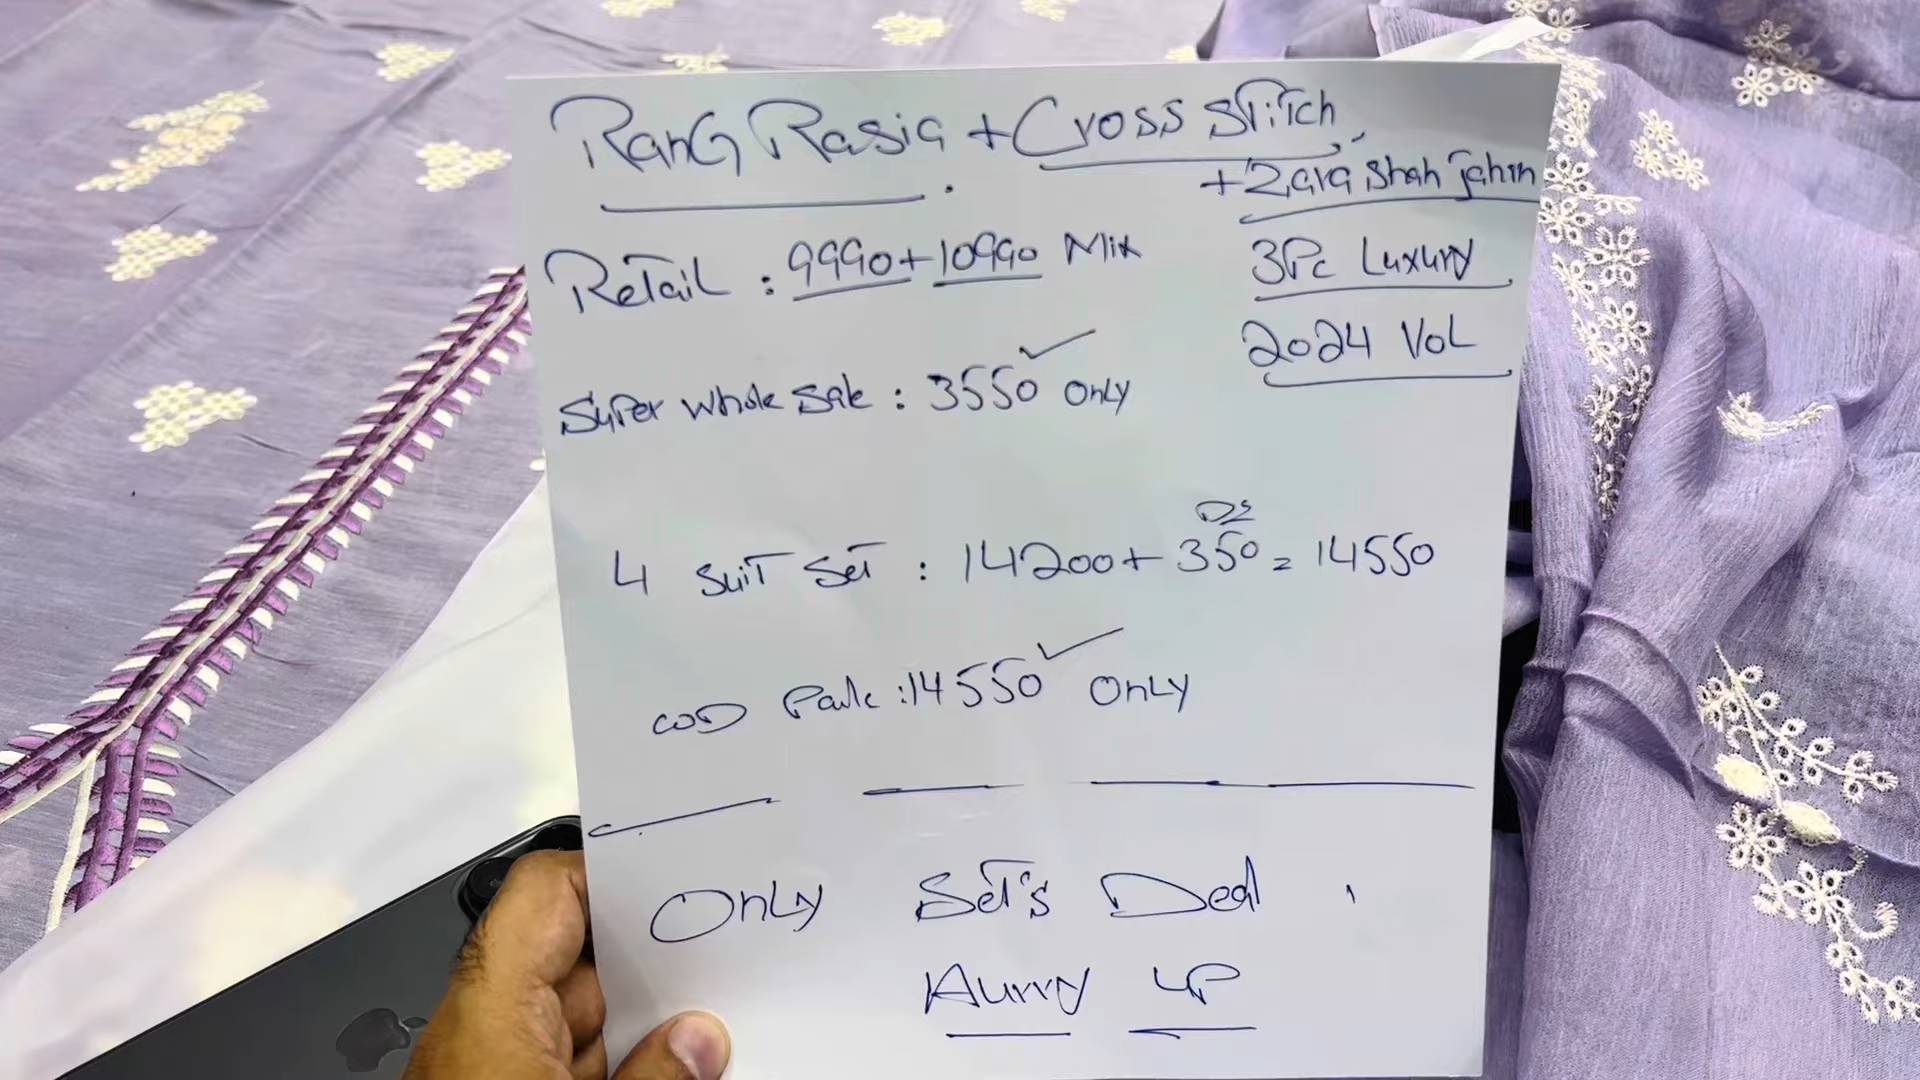 RanG Rasia + Cross Stitch
+ Zara Shah Jahan
3Pc Luxury
2024 Vol
Retail : 9990 + 10990 Mix
Super Whole Sale : 3550 Only
4 Suit Set : 14200 + 350 = 14550
COD Park : 14550 Only
Only Set's Deal
Hurry UP